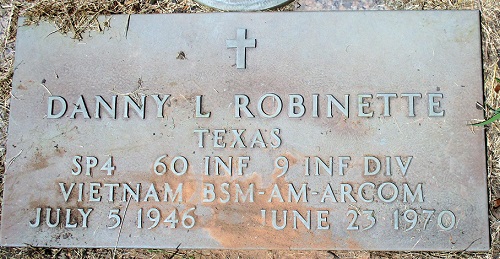 DANNY L ROBINETTE
TEXAS
SP4 60 INF 9 INF DIV
VIETNAM BSM-AM-ARCOM
JULY 5 1946 JUNE 23 1970